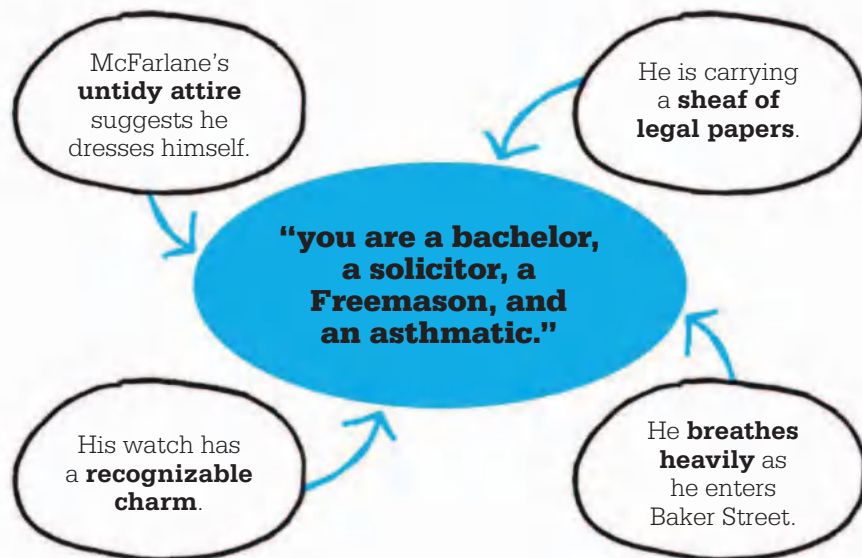 McFarlane’s
untidy attire
suggests he
dresses himself.
He is carrying
a sheaf of
legal papers.
“you are a bachelor,
a solicitor, a
Freemason, and
an asthmatic.”
His watch has
a recognizable
charm.
He breathes
heavily as
he enters
Baker Street.